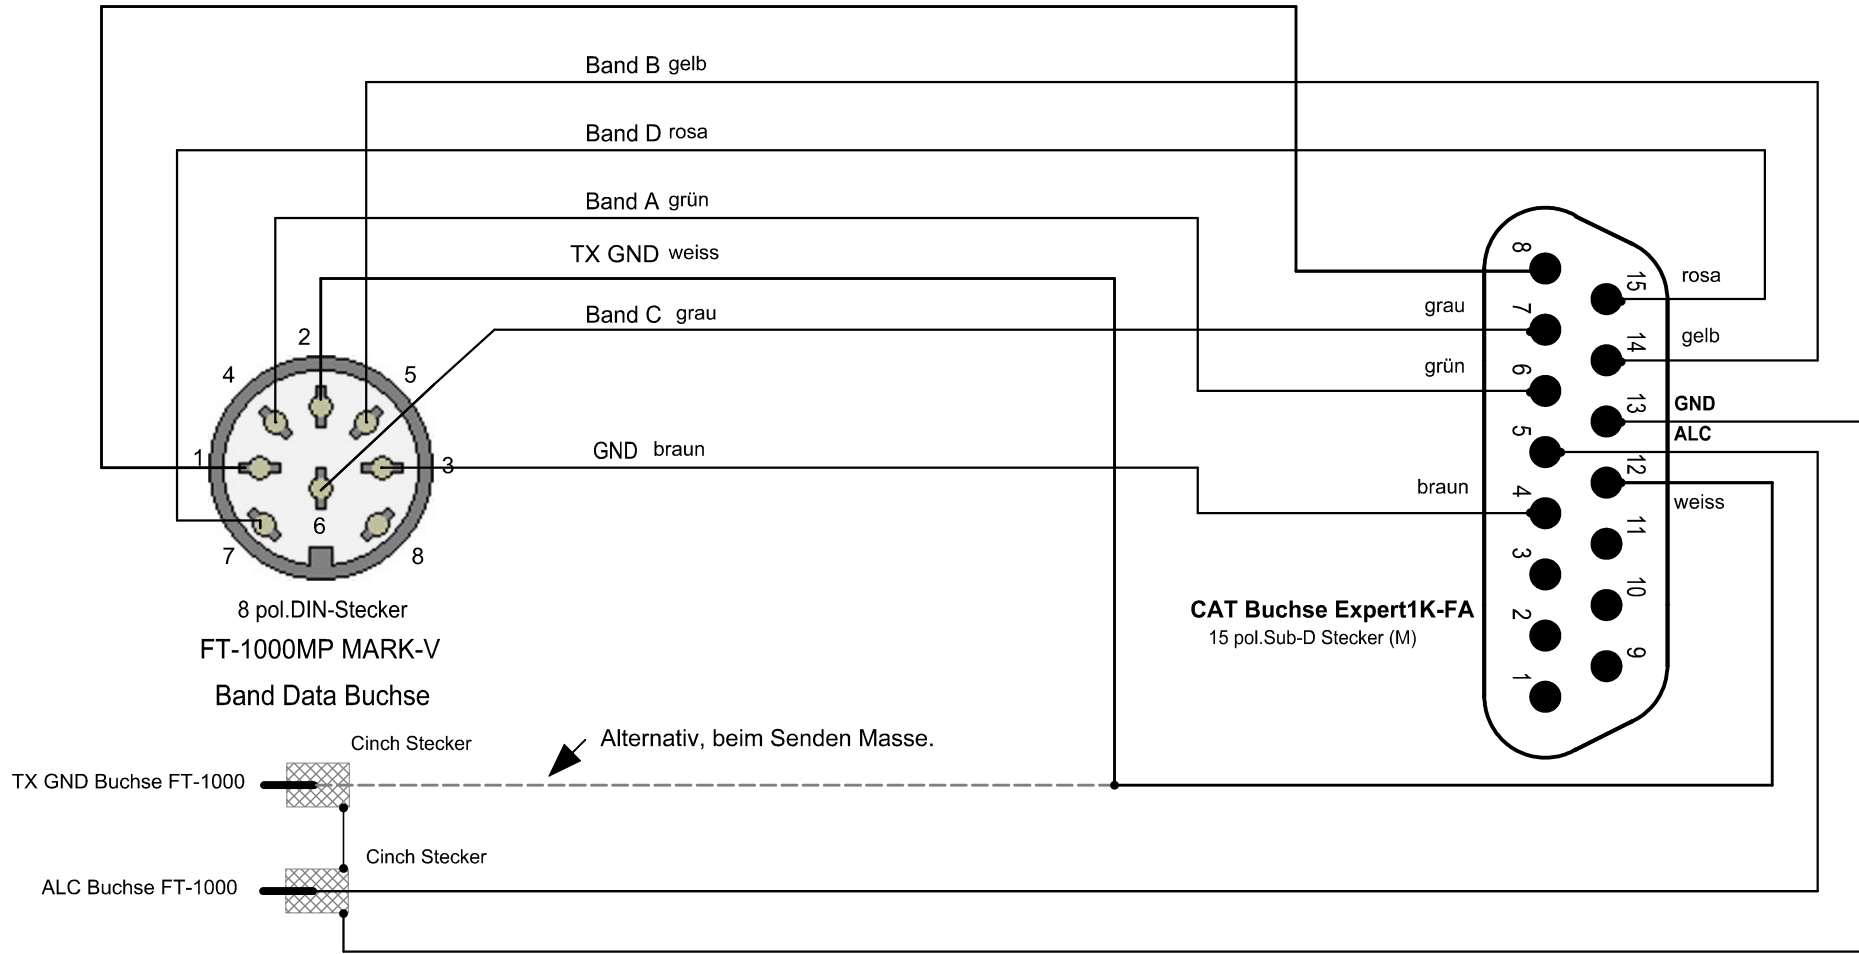 Band B gelb
Band D rosa
Band A grün
TX GND weiss
Band C grau
GND braun
2
4
5
1
3
6
7
8
8 pol.DIN-Stecker
FT-1000MP MARK-V
Band Data Buchse
8
15
rosa
grau
7
14
gelb
grün
6
13
GND
5
ALC
12
braun
4
weiss
11
3
10
2
9
1
CAT Buchse Expert1K-FA
15 pol.Sub-D Stecker (M)
Cinch Stecker
Alternativ, beim Senden Masse.
TX GND Buchse FT-1000
Cinch Stecker
ALC Buchse FT-1000